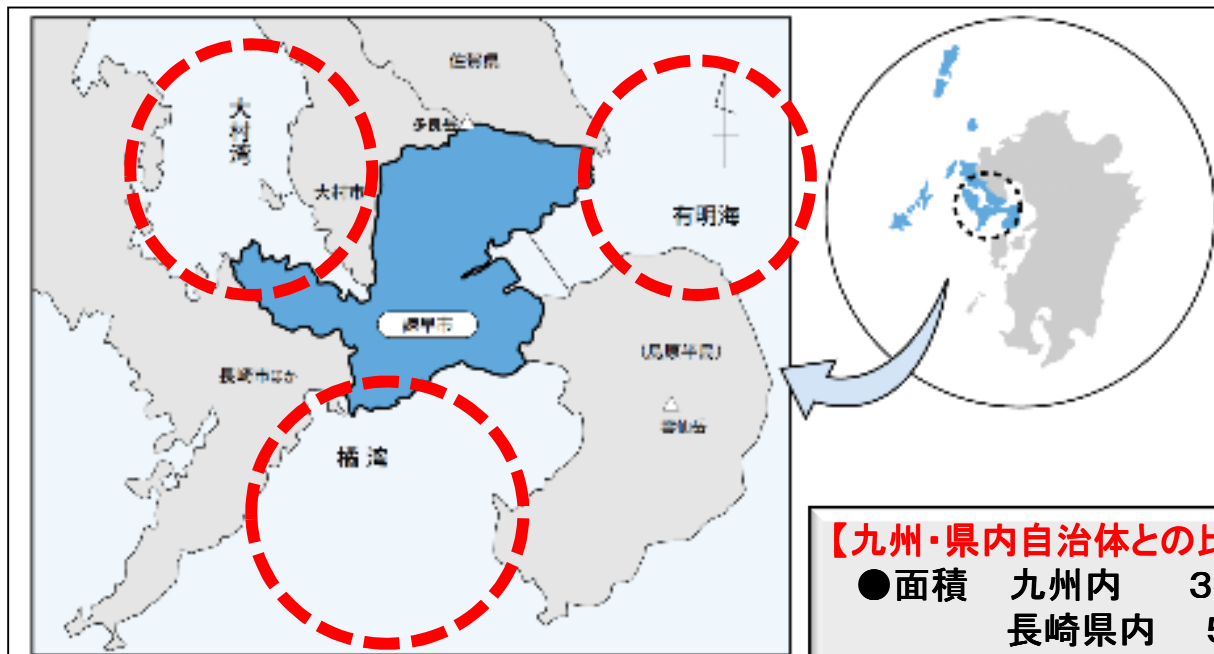 佐賀県
多良岳
大村湾
大村市
有明海
諫早市
(島原半島)
長崎市ほか
雲仙岳
橘湾
【九州・県内自治体との比
●面積 九州内 3
長崎県内 5